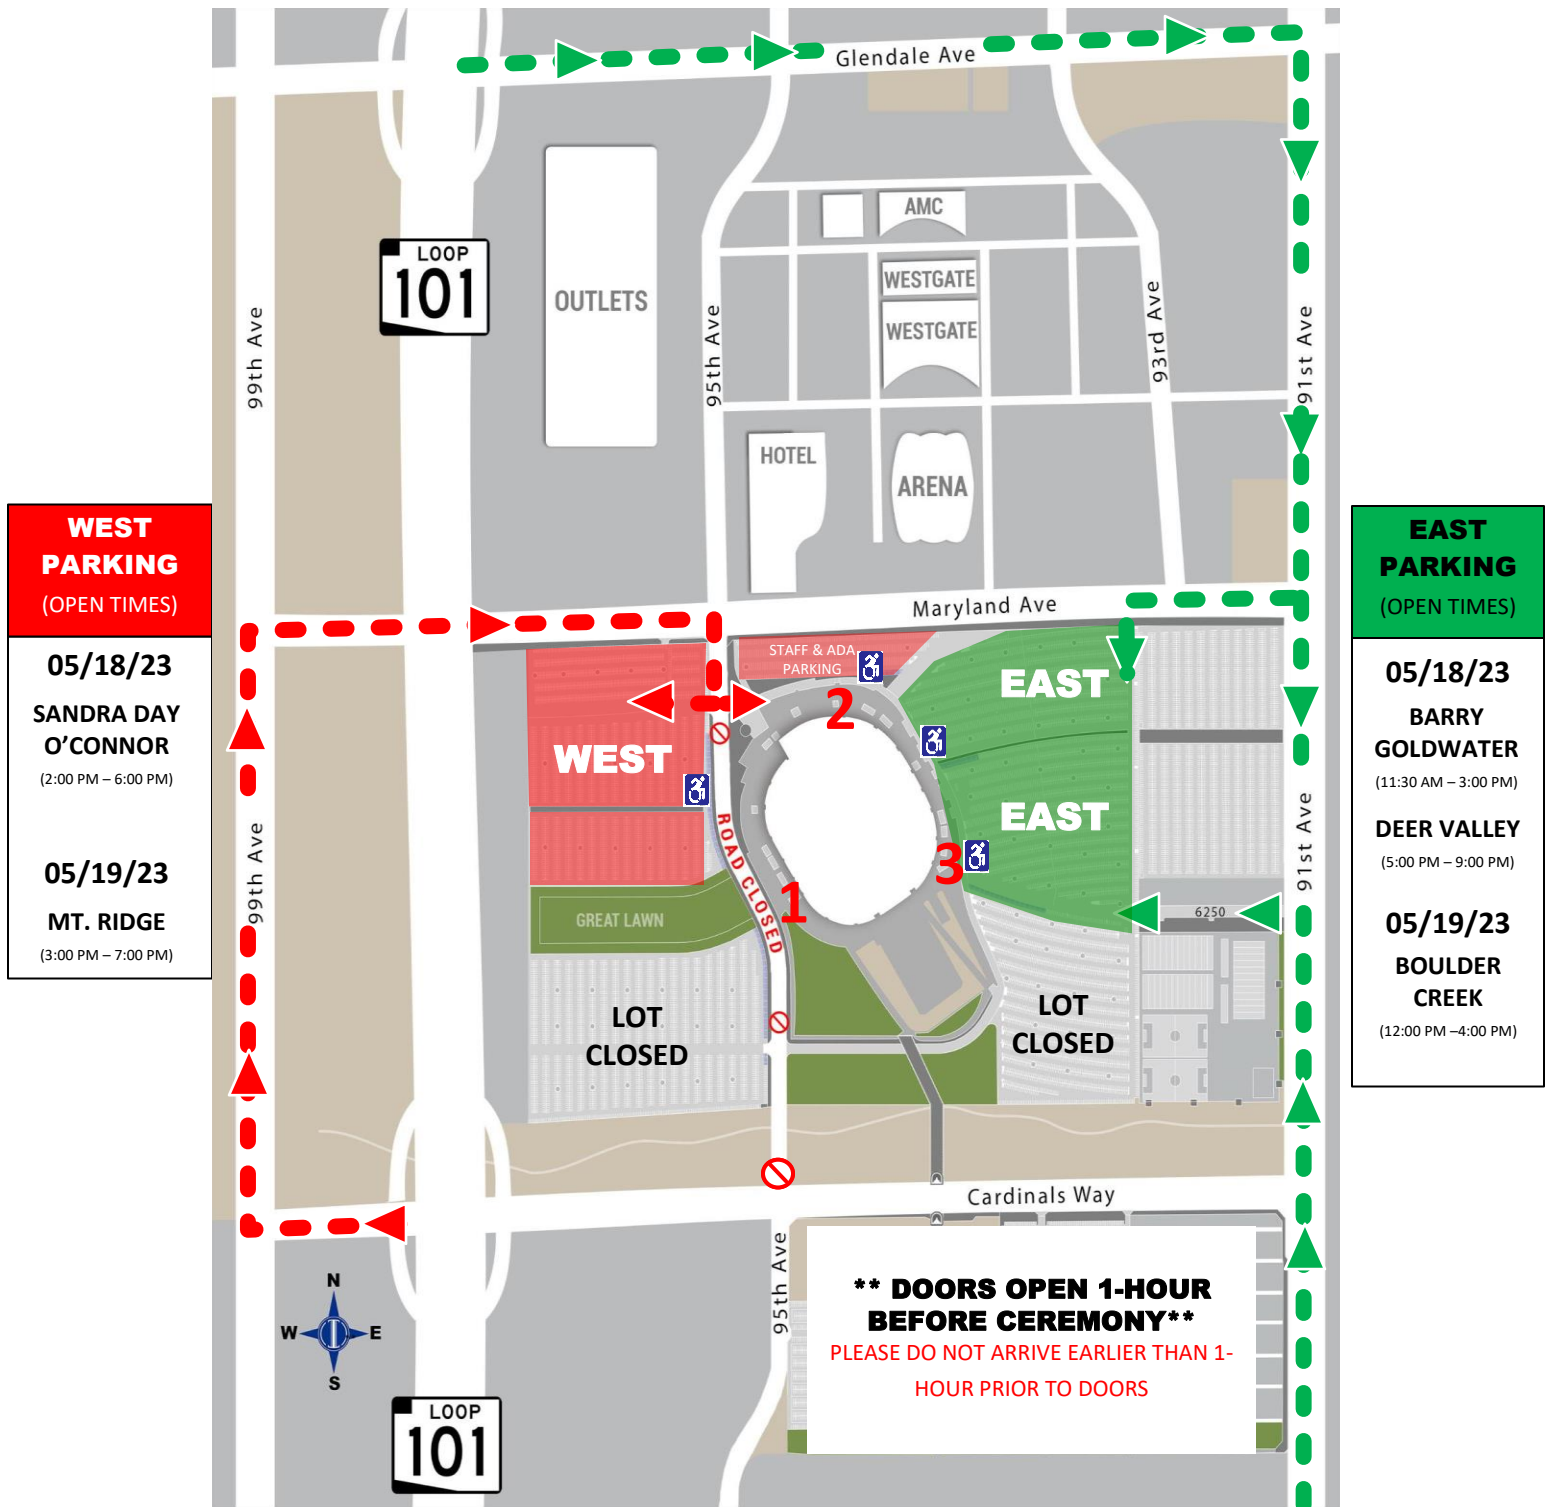 Glendale Ave
AMC
LOOP
101
OUTLETS
WESTGATE
WESTGATE
99th Ave
95th Ave
93rd Ave
91st Ave
HOTEL
ARENA
WEST
PARKING
(OPEN TIMES)
05/18/23
SANDRA DAY
O'CONNOR
(2:00 PM – 6:00 PM)
05/19/23
MT. RIDGE
(3:00 PM – 7:00 PM)
EAST
PARKING
(OPEN TIMES)
05/18/23
BARRY
GOLDWATER
(11:30 AM – 3:00 PM)
DEER VALLEY
(5:00 PM – 9:00 PM)
05/19/23
BOULDER
CREEK
(12:00 PM –4:00 PM)
Maryland Ave
STAFF & ADA
PARKING
EAST
2
WEST
EAST
ROAD CLOSED
3
1
99th Ave
91st Ave
GREAT LAWN
6250
LOT
CLOSED
LOT
CLOSED
Cardinals Way
95th Ave
N
W E
S
LOOP
101
** DOORS OPEN 1-HOUR
BEFORE CEREMONY**
PLEASE DO NOT ARRIVE EARLIER THAN 1-
HOUR PRIOR TO DOORS